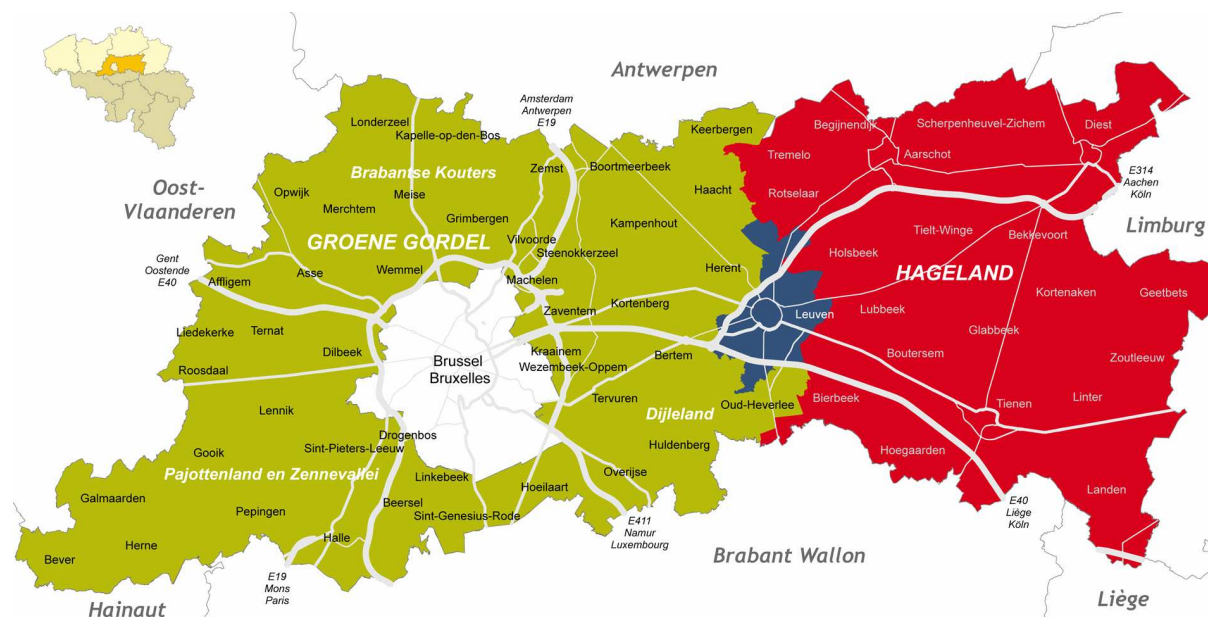 Antwerpen
Amsterdam
Antwerpen
E19
Londerzeel
Kapelle-op-den-Bos
Keerbergen
Begijnendijk
Scherpenheuvel-Zichem
Diest
Tremelo
Aarschot
Brabantse Kouters
Zemst
Boortmeerbeek
E314
Aachen
Köln
Oost-
Vlaanderen
Opwijk
Meise
Merchtem
Haacht
Rotselaar
Grimbergen
Kampenhout
Limburg
GROENE GORDEL
Vilvoorde
Steenokkerzeel
Tielt-Winge
Bekkevoort
Holsbeek
Gent
Oostende
E40
Asse
Wemmel
Machelen
Herent
HAGELAND
Affligem
Kortenaken
Geetbets
Zaventem
Kortenberg
Leuven
Lubbeek
Liedekerke
Ternat
Glabbeek
Dilbeek
Brussel
Bruxelles
Kraainem
Wezembeek-Oppem
Bertem
Boutersem
Zoutleeuw
Roosdaal
Tervuren
Bierbeek
Linter
Lennik
Dijleland
Oud-Heverlee
Tienen
Drogenbos
Sint-Pieters-Leeuw
Gooik
Huldenberg
Hoegaarden
Pajottenland en Zennevallei
Linkebeek
Overijse
Hoeilaart
Landen
Galmaarden
Pepingen
Beersel
Sint-Genesius-Rode
E40
Liège
Köln
E411
Namur
Luxembourg
Halle
Herne
Bever
Brabant Wallon
E19
Mons
Paris
Hainaut
Liège